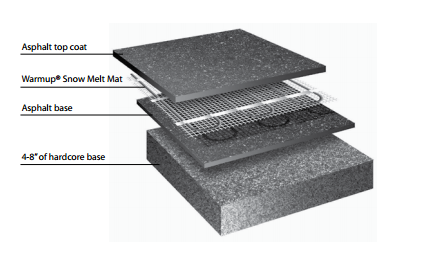 Asphalt top coat
Warmup® Snow Melt Mat
Asphalt base
4-8” of hardcore base